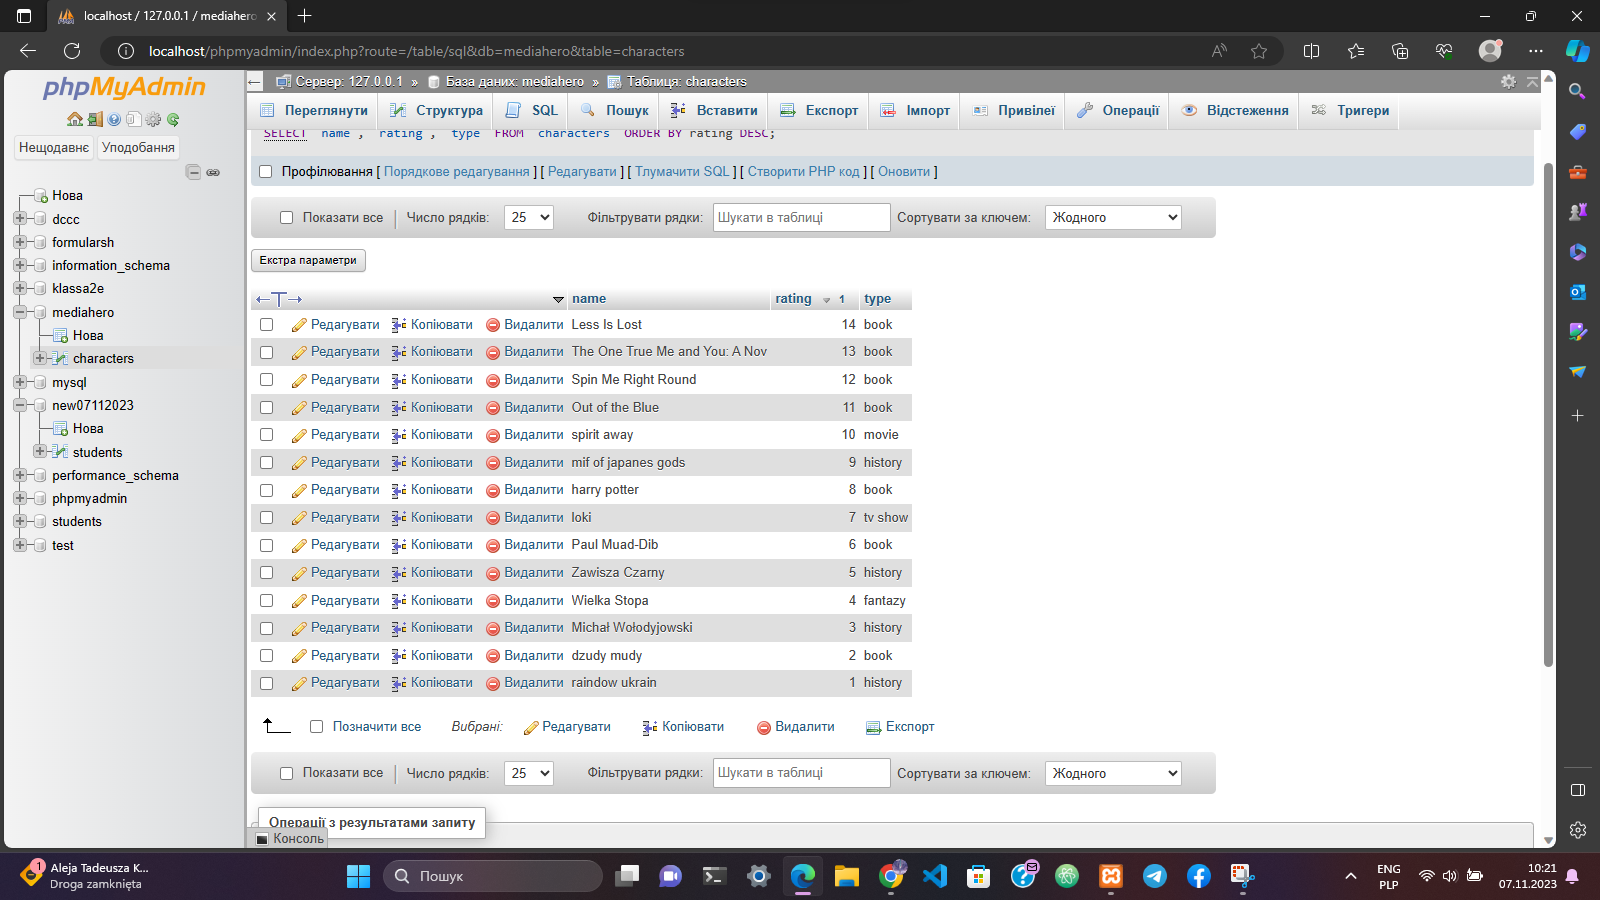 localhost / 127.0.0.1 / mediahero
localhost/phpmyadmin/index.php?route=/table/sql&db=mediahero&table=characters
phpMyAdmin
Нещодавнє Уподобання
Нова
dccc
formularsh
information_schema
klassa2e
mediahero
Нова
characters
mysql
new07112023
Нова
students
performance_schema
phpmyadmin
students
test
Сервер: 127.0.0.1 » База даних: mediahero » Таблиця: characters
Переглянути Структура SQL Пошук Вставити Експорт Імпорт Привілеї Операції Відстеження Тригери
SELECT `name`, `rating`, `type` FROM `characters` ORDER BY rating DESC;
Профілювання [ Порядкове редагування ] [ Редагувати ] [ Тлумачити SQL ] [ Створити PHP код ] [ Оновити ]
Показати все Число рядків: 25 Фільтрувати рядки: Шукати в таблиці Сортувати за ключем: Жодного
Екстра параметри
←T→ name rating 1 type
Редагувати Копіювати Видалити Less Is Lost 14 book
Редагувати Копіювати Видалити The One True Me and You: A Nov 13 book
Редагувати Копіювати Видалити Spin Me Right Round 12 book
Редагувати Копіювати Видалити Out of the Blue 11 book
Редагувати Копіювати Видалити spirit away 10 movie
Редагувати Копіювати Видалити mif of japanes gods 9 history
Редагувати Копіювати Видалити harry potter 8 book
Редагувати Копіювати Видалити loki 7 tv show
Редагувати Копіювати Видалити Paul Muad-Dib 6 book
Редагувати Копіювати Видалити Zawisza Czarny 5 history
Редагувати Копіювати Видалити Wielka Stopa 4 fantazy
Редагувати Копіювати Видалити Michał Wołodyjowski 3 history
Редагувати Копіювати Видалити dzudy mudy 2 book
Редагувати Копіювати Видалити raindow ukrain 1 history
Позначити все Вибрані: Редагувати Копіювати Видалити Експорт
Показати все Число рядків: 25 Фільтрувати рядки: Шукати в таблиці Сортувати за ключем: Жодного
Операції з результатами запиту
Консоль
1
Aleja Tadeusza K...
Droga zamknięta
Пошук
ENG
PLP
10:21
07.11.2023